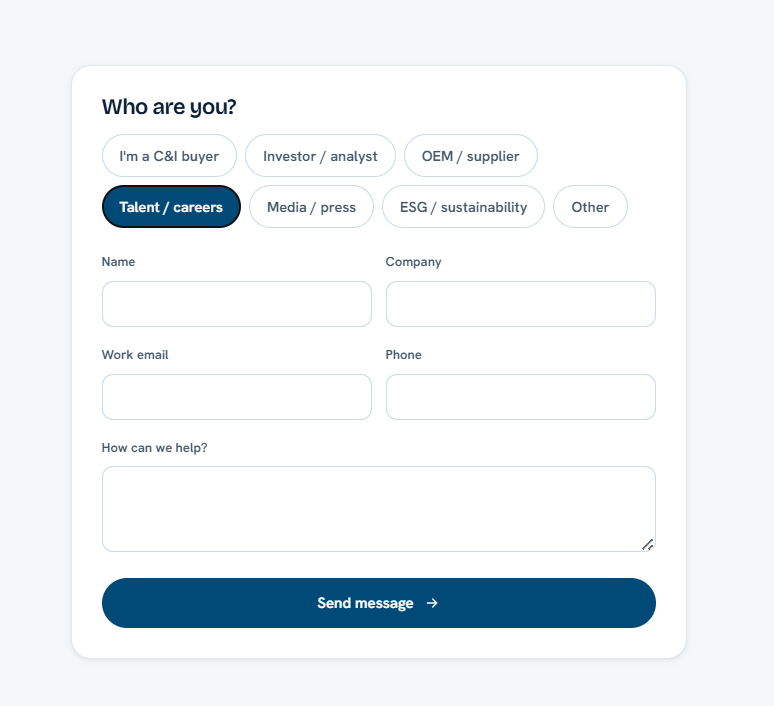 Who are you?
I'm a C&I buyer
Investor / analyst
OEM / supplier
Talent / careers
Media / press
ESG / sustainability
Other
Name
Company
Work email
Phone
How can we help?
Send message →